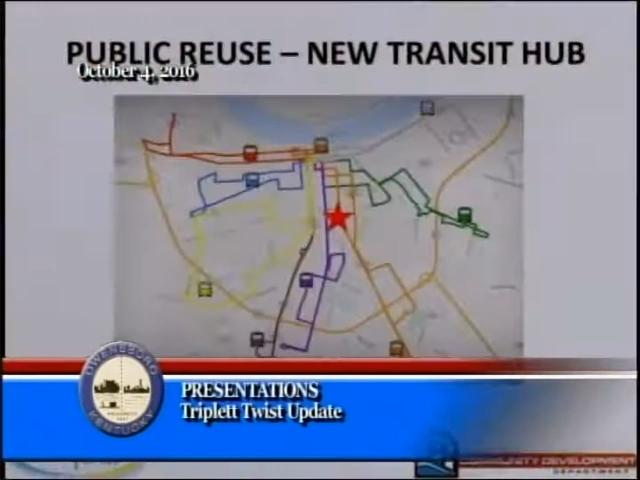 PUBLIC REUSE – NEW TRANSIT HUB
October 4, 2016
OWENSBORO
KENTUCKY
PRESENTATIONS
Triplett Twist Update
COMMUNITY DEVELOPMENT
DEPARTMENT